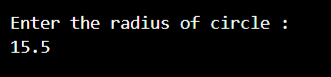 Enter the radius of circle :
15.5